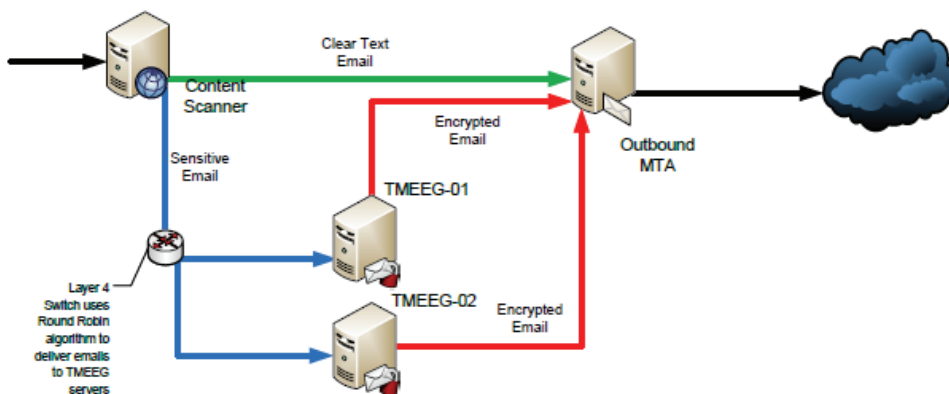 Clear Text
Email
Content
Scanner
Encrypted
Email
Outbound
MTA
Sensitive
Email
TMEEG-01
Layer 4
Switch uses
Round Robin
algorithm to
deliver emails
to TMEEG
servers
TMEEG-02
Encrypted
Email